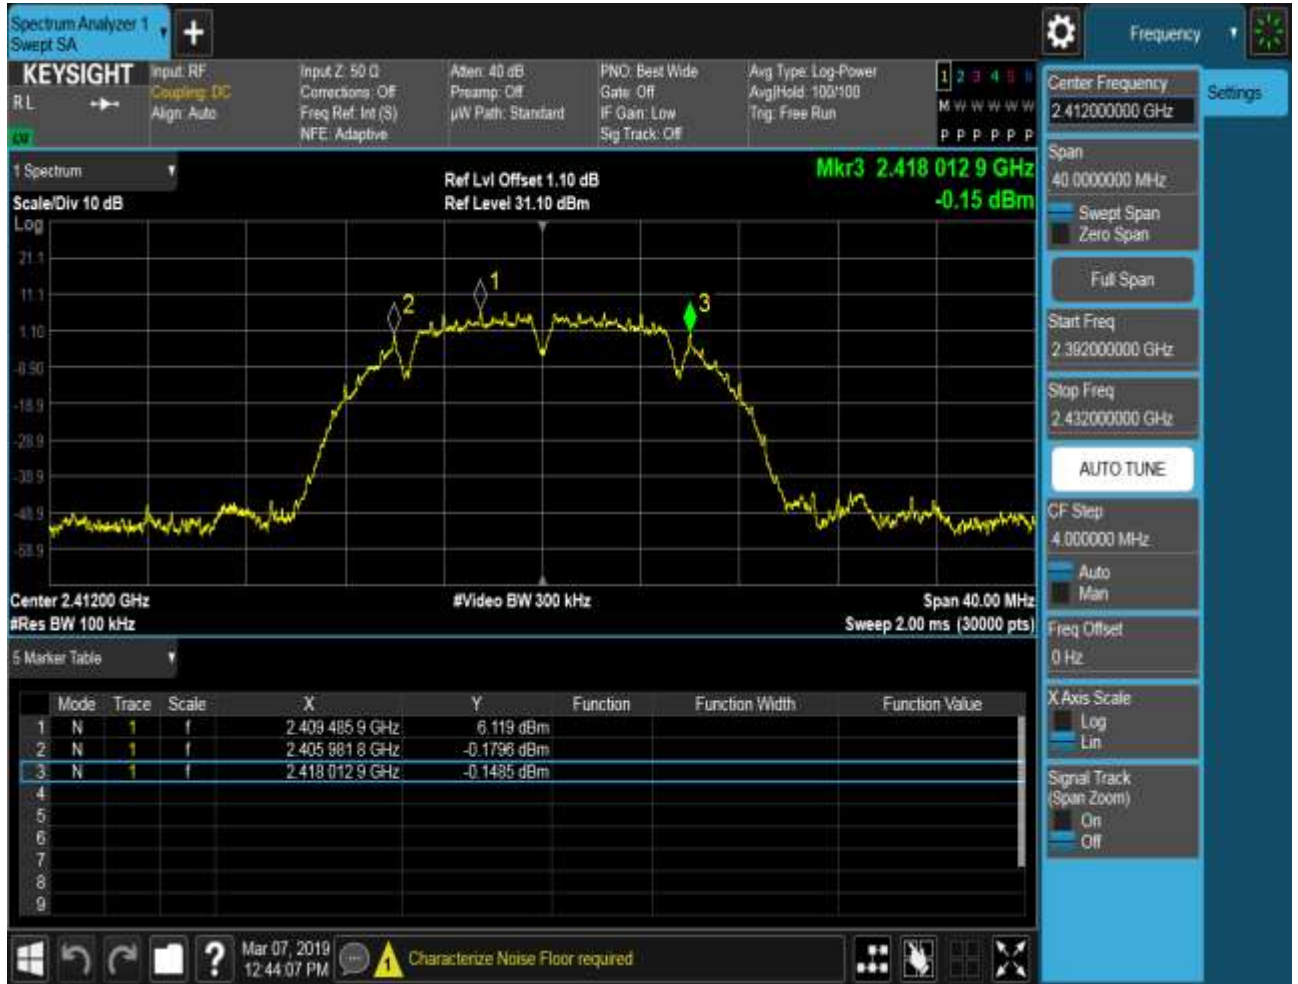 Spectrum Analyzer 1
Swept SA
+
Frequency
KEYSIGHT
R L
Input: RF
Coupling: DC
Align: Auto
Input Z: 50 Ω
Corrections: Off
Freq Ref: Int (S)
NFE: Adaptive
Atten: 40 dB
Preamp: Off
µW Path: Standard
PNO: Best Wide
Gate: Off
IF Gain: Low
Sig Track: Off
Avg Type: Log-Power
Avg|Hold: 100/100
Trig: Free Run
1 2 3 4 5 6
M W W W W W
P P P P P P
1 Spectrum
Scale/Div 10 dB
Ref Lvl Offset 1.10 dB
Ref Level 31.10 dBm
Mkr3 2.418 012 9 GHz
-0.15 dBm
Log
21.1
11.1
1.10
-8.90
-18.9
-28.9
-38.9
-48.9
-58.9
1
2
3
Center 2.41200 GHz
#Res BW 100 kHz
#Video BW 300 kHz
Span 40.00 MHz
Sweep 2.00 ms (30000 pts)
5 Marker Table
Mode Trace Scale X Y Function Function Width Function Value
1 N 1 f 2.409 485 9 GHz 6.119 dBm
2 N 1 f 2.405 981 8 GHz -0.1796 dBm
3 N 1 f 2.418 012 9 GHz -0.1485 dBm
4
5
6
7
8
9
Center Frequency
2.412000000 GHz
Settings
Span
40.0000000 MHz
Swept Span
Zero Span
Full Span
Start Freq
2.392000000 GHz
Stop Freq
2.432000000 GHz
AUTO TUNE
CF Step
4.000000 MHz
Auto
Man
Freq Offset
0 Hz
X Axis Scale
Log
Lin
Signal Track
(Span Zoom)
On
Off
?
Mar 07, 2019
12:44:07 PM
1
Characterize Noise Floor required